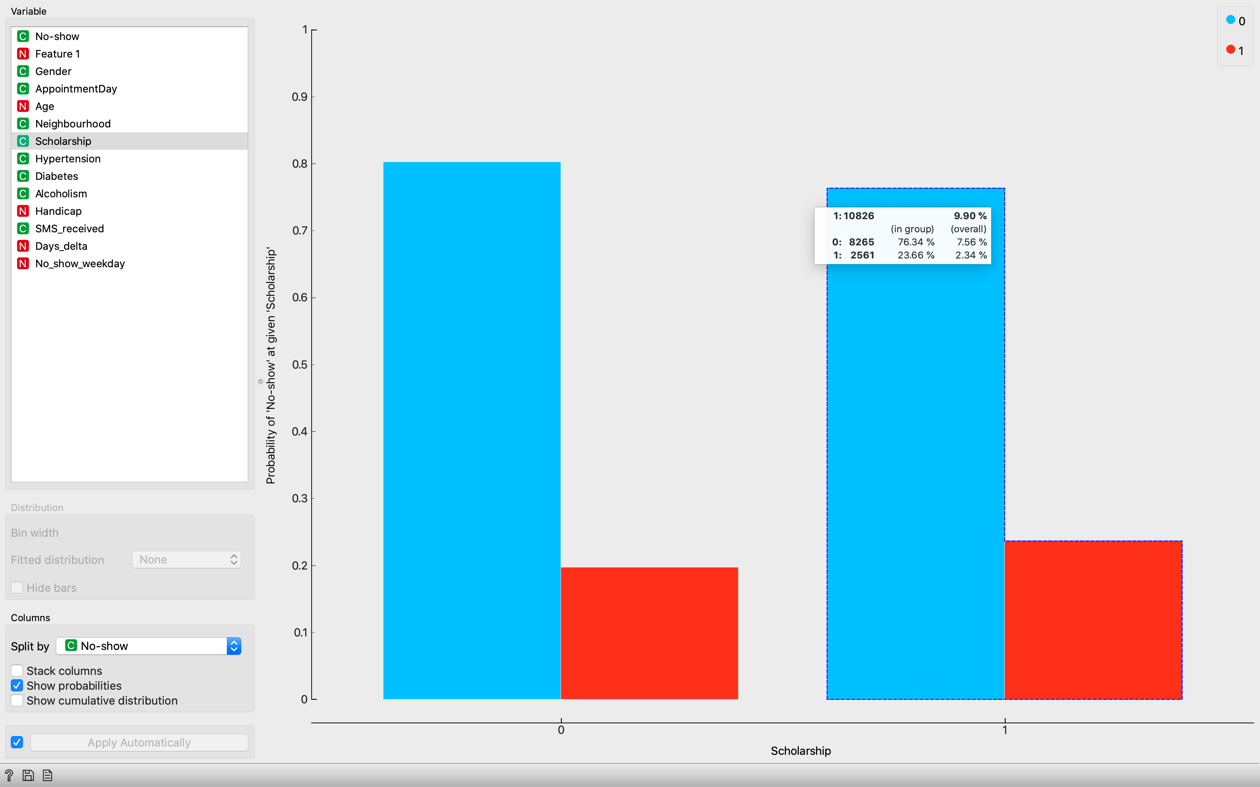 Variable
C No-show
N Feature 1
C Gender
C AppointmentDay
N Age
C Neighbourhood
C Scholarship
C Hypertension
C Diabetes
C Alcoholism
N Handicap
C SMS_received
N Days_delta
N No_show_weekday
Distribution
Bin width
Fitted distribution None
Hide bars
Columns
Split by C No-show
Stack columns
Show probabilities
Show cumulative distribution
Apply Automatically
?
Probability of 'No-show' at given 'Scholarship'
1
0.9
0.8
0.7
0.6
0.5
0.4
0.3
0.2
0.1
0
1: 10826 9.90 %
(in group) (overall)
0: 8265 76.34 % 7.56 %
1: 2561 23.66 % 2.34 %
0 1
Scholarship
0
1